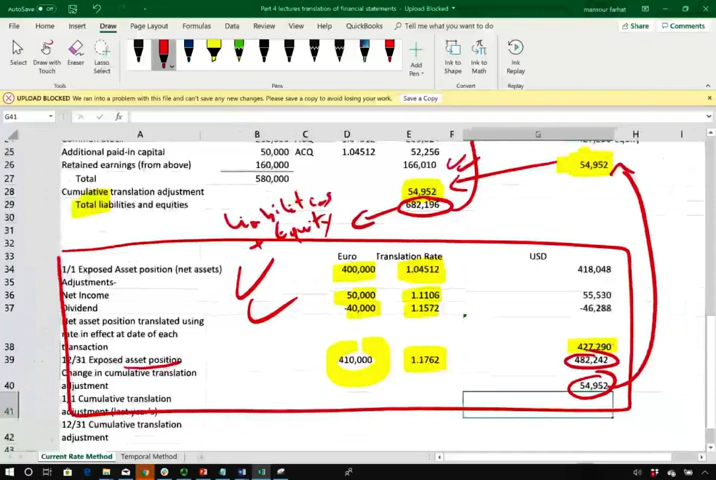 AutoSave Off
Part 4 lectures translation of financial statements - Upload Blocked
mansour farhat
File Home Insert Draw Page Layout Formulas Data Review View Help QuickBooks Tell me what you want to do Share Comments
Select
Draw with Touch
Eraser
Lasso Select
Add Pen
Ink to Shape
Ink to Math
Ink Replay
Tools Pens Convert Replay
UPLOAD BLOCKED We ran into a problem with this file and can't save any new changes. Please save a copy to avoid losing your work. Save a Copy
G41 fx
A B C D E F G H I
25 Additional paid-in capital 50,000 ACQ 1.04512 52,256
26 Retained earnings (from above) 160,000 166,010 54,952
27 Total 580,000
28 Cumulative translation adjustment 54,952
29 Total liabilities and equities 682,196
30
Liabilities
+ Equity
31
32
33 Euro Translation Rate USD
34 1/1 Exposed Asset position (net assets) 400,000 1.04512 418,048
35 Adjustments-
36 Net Income 50,000 1.1106 55,530
37 Dividend -40,000 1.1572 -46,288
Net asset position translated using
rate in effect at date of each
38 transaction 427,290
39 12/31 Exposed asset position 410,000 1.1762 482,242
Change in cumulative translation
40 adjustment 54,952
1/1 Cumulative translation
41 adjustment (last year's)
12/31 Cumulative translation
42 adjustment
43
Current Rate Method Temporal Method